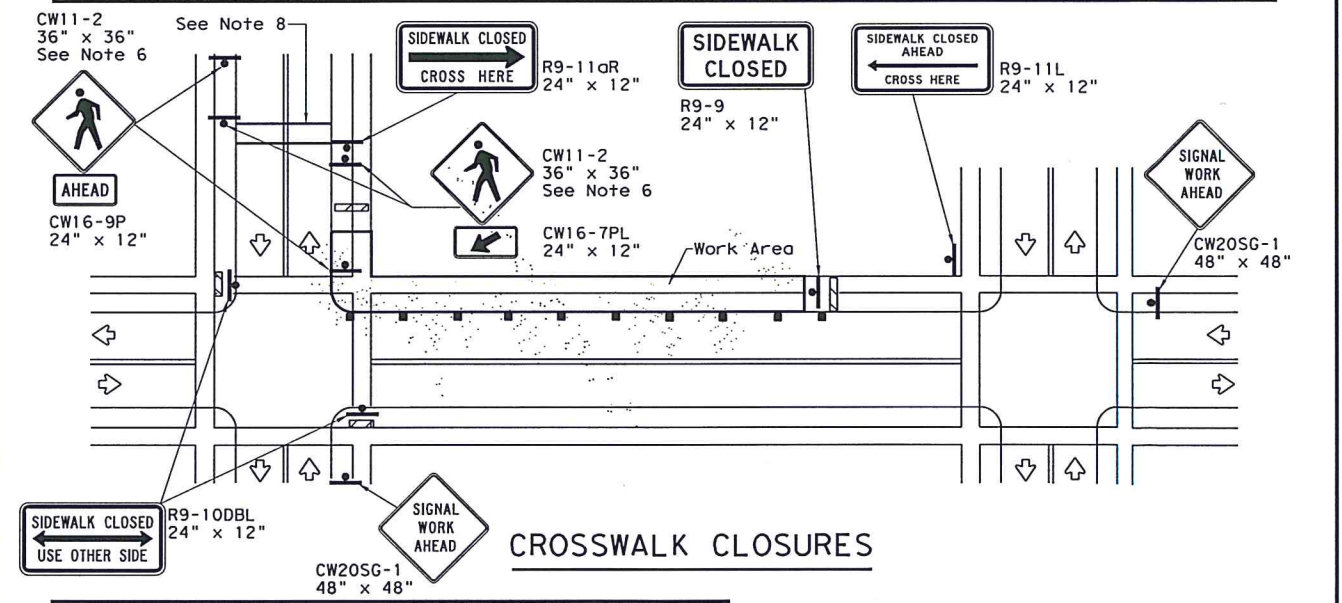 CW11-2
36" x 36"
See Note 6
See Note 8
SIDEWALK CLOSED
CROSS HERE
R9-11aR
24" x 12"
SIDEWALK
CLOSED
R9-9
24" x 12"
SIDEWALK CLOSED
AHEAD
CROSS HERE
R9-11L
24" x 12"
AHEAD
CW16-9P
24" x 12"
CW11-2
36" x 36"
See Note 6
CW16-7PL
24" x 12"
Work Area
SIGNAL
WORK
AHEAD
CW20SG-1
48" x 48"
SIDEWALK CLOSED
USE OTHER SIDE
R9-10DBL
24" x 12"
SIGNAL
WORK
AHEAD
CW20SG-1
48" x 48"
CROSSWALK CLOSURES